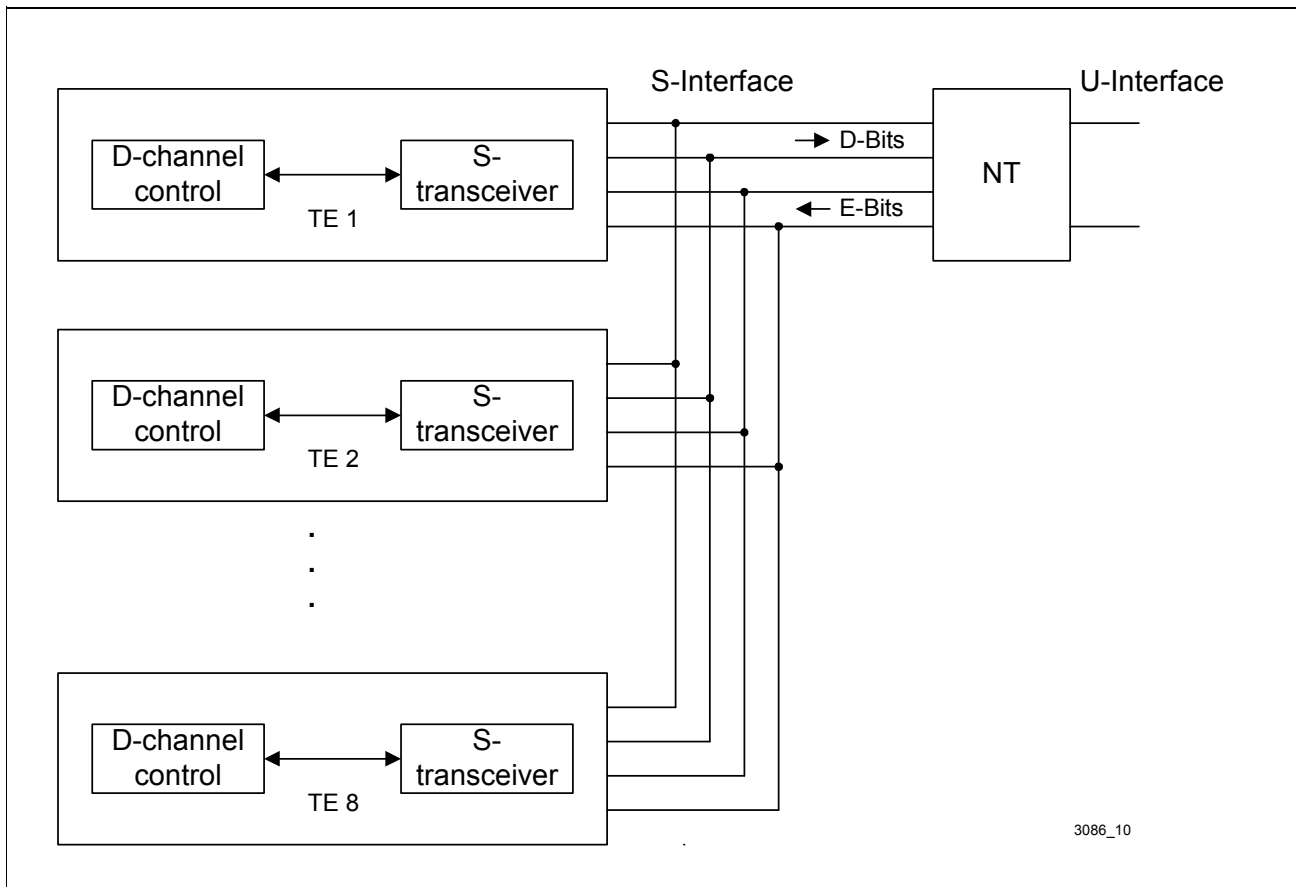 S-Interface
U-Interface
D-channel
control
S-
transceiver
TE 1
D-Bits
E-Bits
NT
D-channel
control
S-
transceiver
TE 2
.
.
.
D-channel
control
S-
transceiver
TE 8
3086_10
.